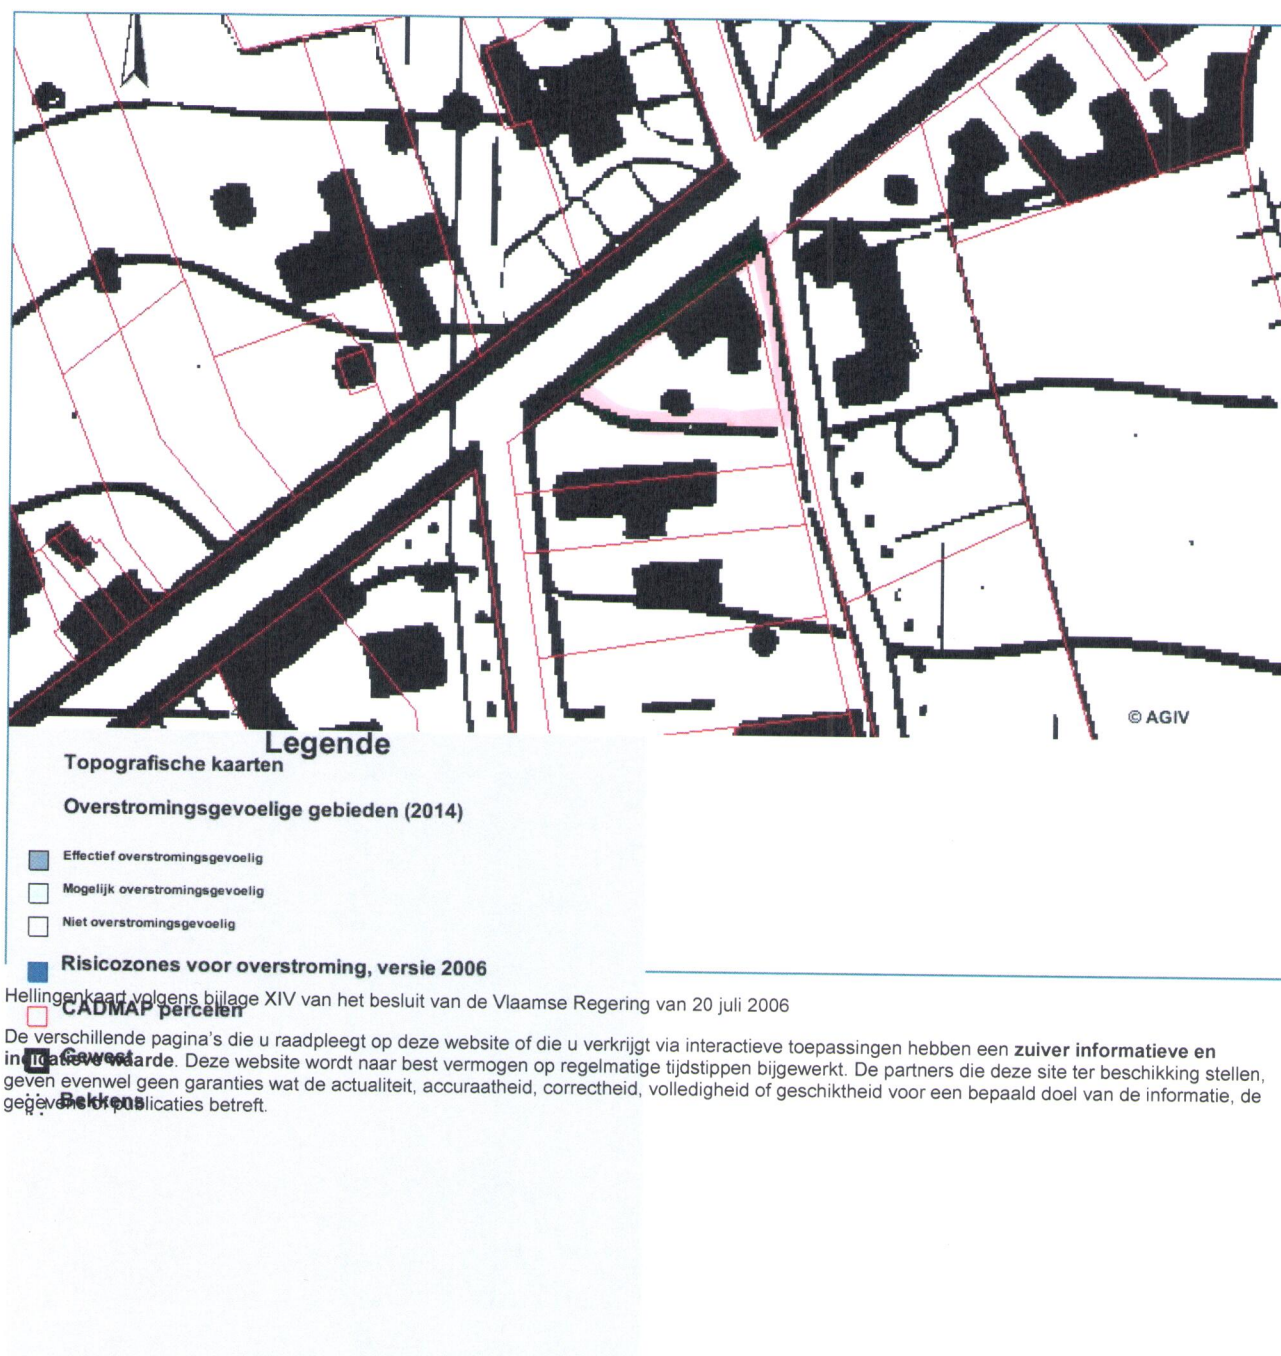 © AGIV
Legende
Topografische kaarten
Overstromingsgevoelige gebieden (2014)
Effectief overstromingsgevoelig
Mogelijk overstromingsgevoelig
Niet overstromingsgevoelig
Risicozones voor overstroming, versie 2006
Hellingenkaart volgens bijlage XIV van het besluit van de Vlaamse Regering van 20 juli 2006
CADMAP percelen
De verschillende pagina's die u raadpleegt op deze website of die u verkrijgt via interactieve toepassingen hebben een zuiver informatieve en
indicatieve waarde. Deze website wordt naar best vermogen op regelmatige tijdstippen bijgewerkt. De partners die deze site ter beschikking stellen,
Gewest
geven evenwel geen garanties wat de actualiteit, accuraatheid, correctheid, volledigheid of geschiktheid voor een bepaald doel van de informatie, de
Bekkens
gegevens of publicaties betreft.